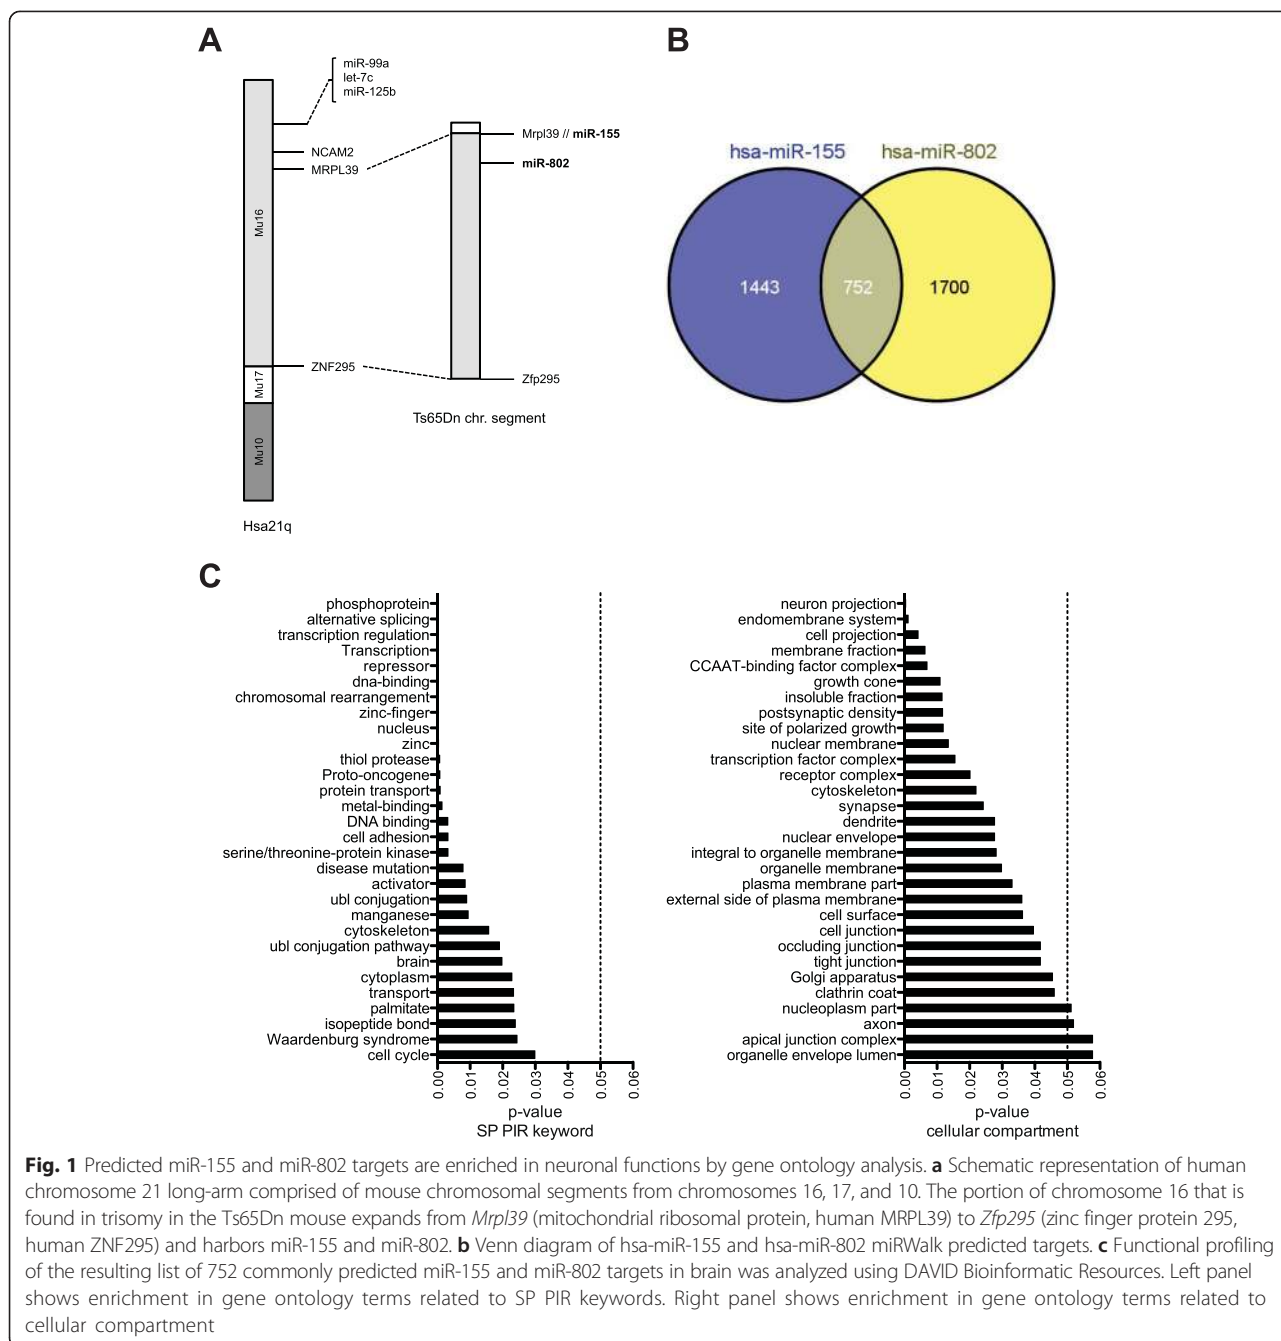 A
miR-99a
let-7c
miR-125b
NCAM2
MRPL39
Mu16
ZNF295
Mu17
Mu10
Hsa21q
Mrpl39 // miR-155
miR-802
Zfp295
Ts65Dn chr. segment
B
hsa-miR-155
hsa-miR-802
1443
752
1700
C
phosphoprotein
alternative splicing
transcription regulation
Transcription
repressor
dna-binding
chromosomal rearrangement
zinc-finger
nucleus
zinc
thiol protease
Proto-oncogene
protein transport
metal-binding
DNA binding
cell adhesion
serine/threonine-protein kinase
disease mutation
activator
ubl conjugation
manganese
cytoskeleton
ubl conjugation pathway
brain
cytoplasm
transport
palmitate
isopeptide bond
Waardenburg syndrome
cell cycle
0.00
0.01
0.02
0.03
0.04
0.05
0.06
p-value
SP PIR keyword
neuron projection
endomembrane system
cell projection
membrane fraction
CCAAT-binding factor complex
growth cone
insoluble fraction
postsynaptic density
site of polarized growth
nuclear membrane
transcription factor complex
receptor complex
cytoskeleton
synapse
dendrite
nuclear envelope
integral to organelle membrane
organelle membrane
plasma membrane part
external side of plasma membrane
cell surface
cell junction
occluding junction
tight junction
Golgi apparatus
clathrin coat
nucleoplasm part
axon
apical junction complex
organelle envelope lumen
0.00
0.01
0.02
0.03
0.04
0.05
0.06
p-value
cellular compartment
Fig. 1 Predicted miR-155 and miR-802 targets are enriched in neuronal functions by gene ontology analysis. a Schematic representation of human
chromosome 21 long-arm comprised of mouse chromosomal segments from chromosomes 16, 17, and 10. The portion of chromosome 16 that is
found in trisomy in the Ts65Dn mouse expands from Mrpl39 (mitochondrial ribosomal protein, human MRPL39) to Zfp295 (zinc finger protein 295,
human ZNF295) and harbors miR-155 and miR-802. b Venn diagram of hsa-miR-155 and hsa-miR-802 miRWalk predicted targets. c Functional profiling
of the resulting list of 752 commonly predicted miR-155 and miR-802 targets in brain was analyzed using DAVID Bioinformatic Resources. Left panel
shows enrichment in gene ontology terms related to SP PIR keywords. Right panel shows enrichment in gene ontology terms related to
cellular compartment